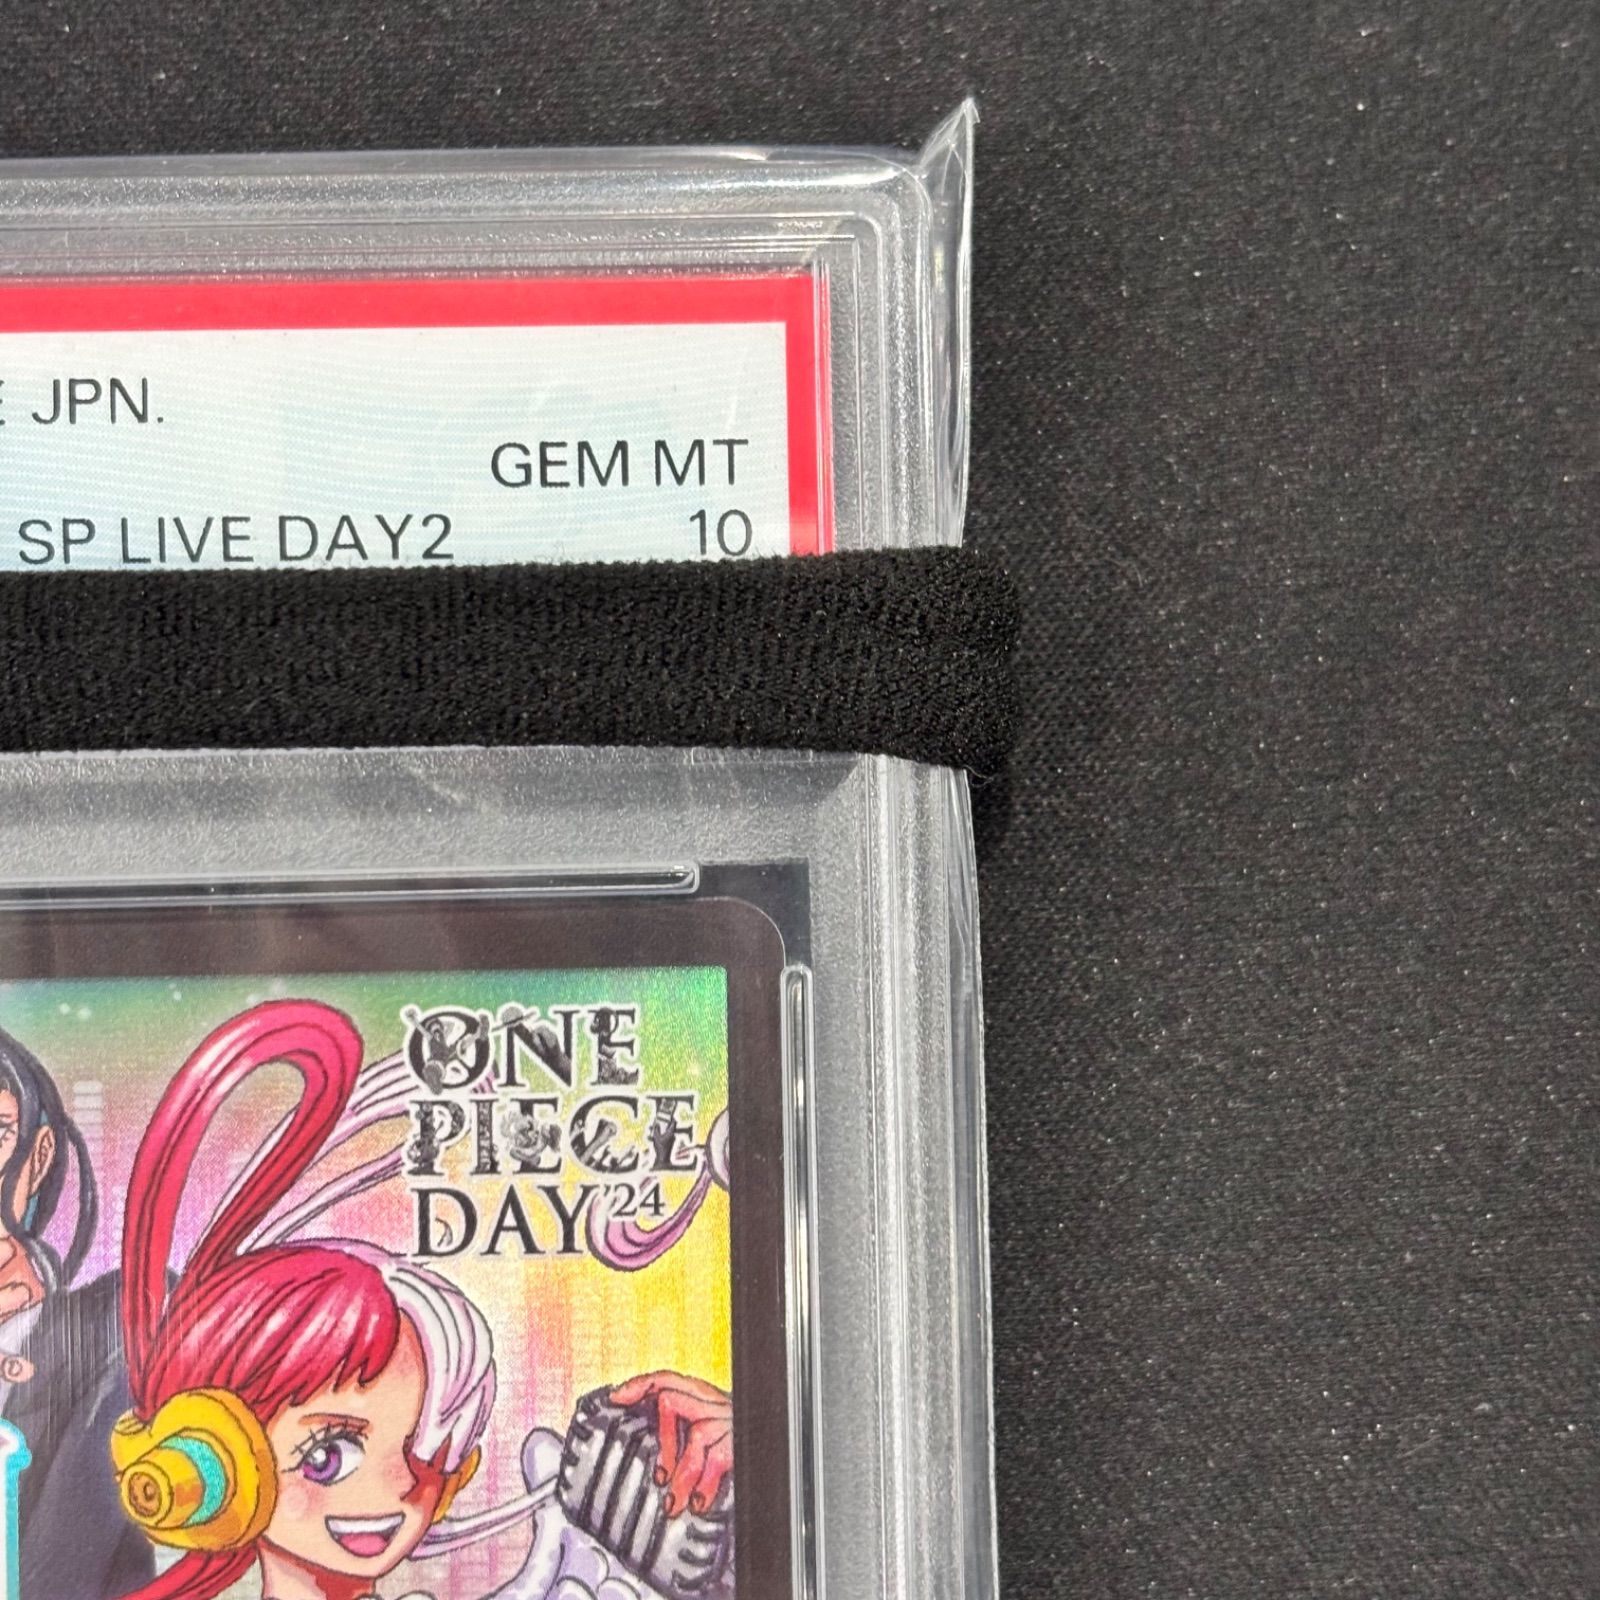 JPN.
GEM MT
SP LIVE DAY2 10
ONE
PIECE
DAY'24